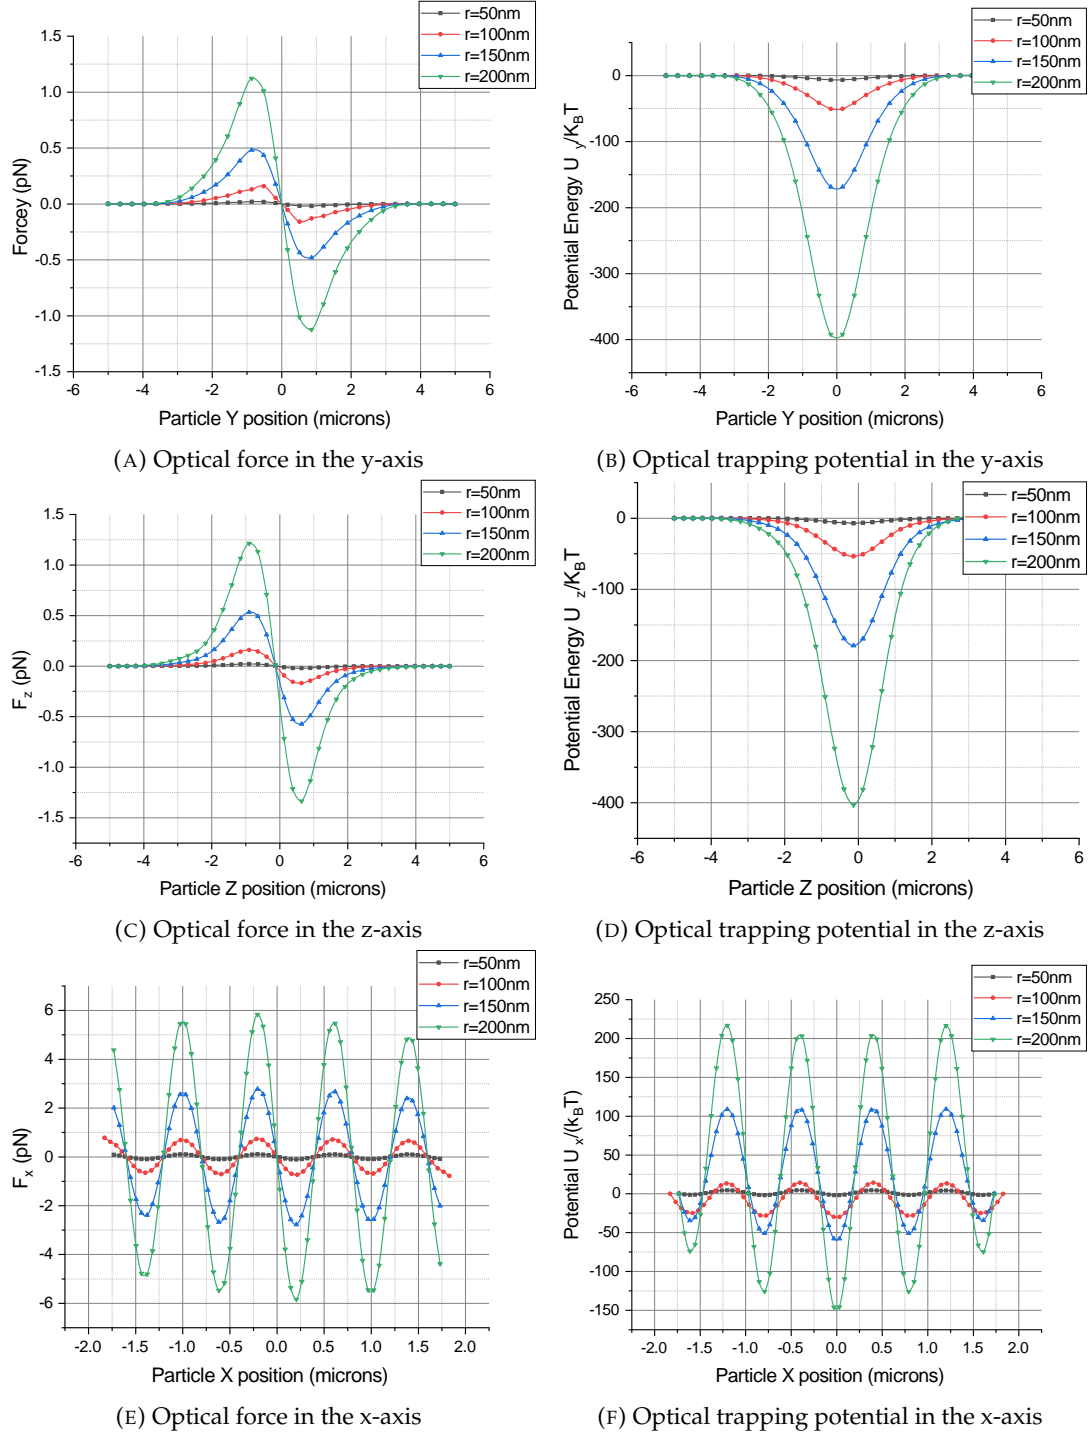 r=50nm
r=100nm
r=150nm
r=200nm
Forcey (pN)
1.0
0.5
0.0
-0.5
-1.0
-1.5
-6 -4 -2 0 2 4 6
Particle Y position (microns)
(A) Optical force in the y-axis
r=50nm
r=100nm
r=150nm
r=200nm
Potential Energy U_y/K_BT
0
-100
-200
-300
-400
-6 -4 -2 0 2 4 6
Particle Y position (microns)
(B) Optical trapping potential in the y-axis
r=50nm
r=100nm
r=150nm
r=200nm
F_z (pN)
1.5
1.0
0.5
0.0
-0.5
-1.0
-1.5
-6 -4 -2 0 2 4 6
Particle Z position (microns)
(C) Optical force in the z-axis
r=50nm
r=100nm
r=150nm
r=200nm
Potential Energy U_z/K_BT
0
-100
-200
-300
-400
-6 -4 -2 0 2 4 6
Particle Z position (microns)
(D) Optical trapping potential in the z-axis
r=50nm
r=100nm
r=150nm
r=200nm
F_x (pN)
6
4
2
0
-2
-4
-6
-2.0 -1.5 -1.0 -0.5 0.0 0.5 1.0 1.5 2.0
Particle X position (microns)
(E) Optical force in the x-axis
r=50nm
r=100nm
r=150nm
r=200nm
Potential U_x/(k_BT)
250
200
150
100
50
0
-50
-100
-150
-2.0 -1.5 -1.0 -0.5 0.0 0.5 1.0 1.5 2.0
Particle X position (microns)
(F) Optical trapping potential in the x-axis